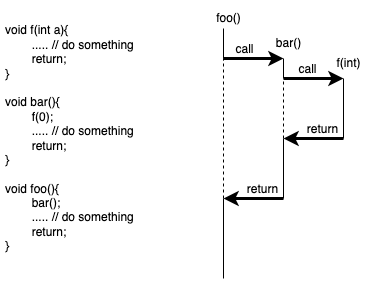 void f(int a){
..... // do something
return;
}
void bar(){
f(0);
..... // do something
return;
}
void foo(){
bar();
..... // do something
return;
}
foo()
call
bar()
call
f(int)
return
return